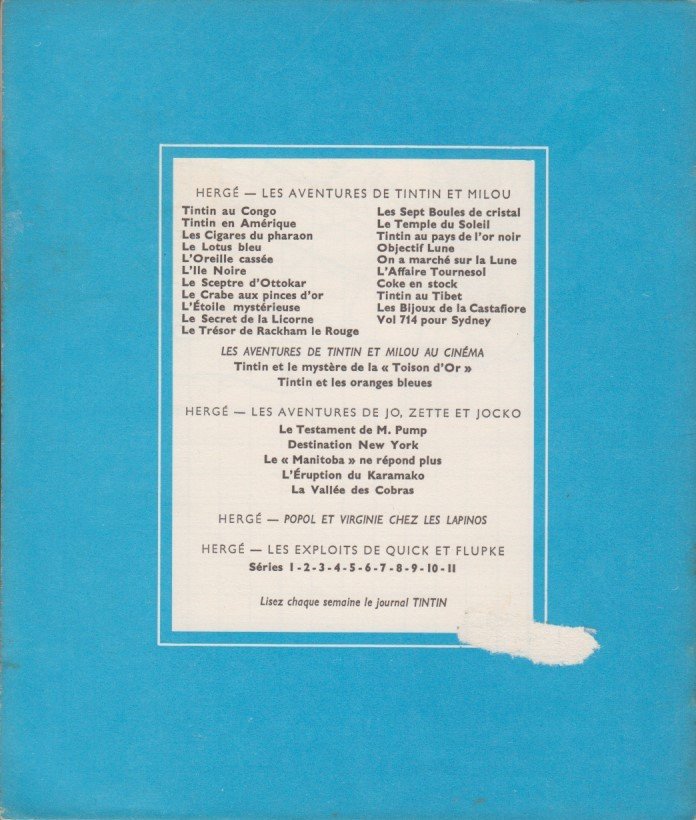 HERGÉ — LES AVENTURES DE TINTIN ET MILOU
Tintin au Congo
Tintin en Amérique
Les Cigares du pharaon
Le Lotus bleu
L'Oreille cassée
L'Ile Noire
Le Sceptre d'Ottokar
Le Crabe aux pinces d'or
L'Étoile mystérieuse
Le Secret de la Licorne
Le Trésor de Rackham le Rouge
Les Sept Boules de cristal
Le Temple du Soleil
Tintin au pays de l'or noir
Objectif Lune
On a marché sur la Lune
L'Affaire Tournesol
Coke en stock
Tintin au Tibet
Les Bijoux de la Castafiore
Vol 714 pour Sydney
LES AVENTURES DE TINTIN ET MILOU AU CINÉMA
Tintin et le mystère de la « Toison d'Or »
Tintin et les oranges bleues
HERGÉ — LES AVENTURES DE JO, ZETTE ET JOCKO
Le Testament de M. Pump
Destination New York
Le « Manitoba » ne répond plus
L'Éruption du Karamako
La Vallée des Cobras
HERGÉ — POPOL ET VIRGINIE CHEZ LES LAPINOS
HERGÉ — LES EXPLOITS DE QUICK ET FLUPKE
Séries 1 - 2 - 3 - 4 - 5 - 6 - 7 - 8 - 9 - 10 - 11
Lisez chaque semaine le journal TINTIN